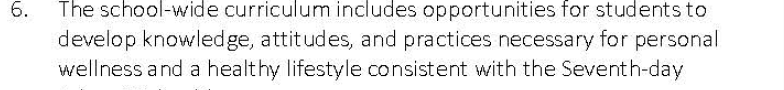 6. The school-wide curriculum includes opportunities for students to
develop knowledge, attitudes, and practices necessary for personal
wellness and a healthy lifestyle consistent with the Seventh-day